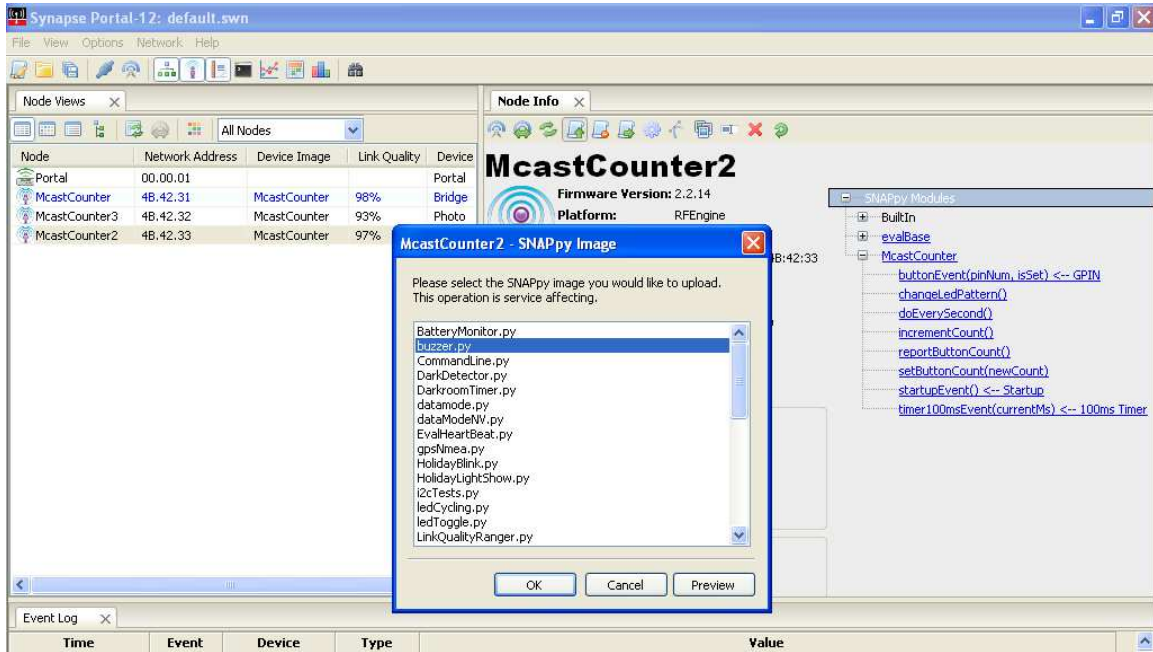 Synapse Portal-12: default.swn
File View Options Network Help
Node Views
Node Info
All Nodes
Node Network Address Device Image Link Quality Device
Portal 00.00.01 Portal
McastCounter 4B.42.31 McastCounter 98% Bridge
McastCounter3 4B.42.32 McastCounter 93% Photo
McastCounter2 4B.42.33 McastCounter 97%
McastCounter2
Firmware Version: 2.2.14
Platform: RFEngine
4B:42:33
SNAPpy Modules
BuiltIn
evalBase
McastCounter
buttonEvent(pinNum, isSet) <-- GPIN
changeLedPattern()
doEverySecond()
incrementCount()
reportButtonCount()
setButtonCount(newCount)
startupEvent() <-- Startup
timer100msEvent(currentMs) <-- 100ms Timer
McastCounter2 - SNAPpy Image
Please select the SNAPpy image you would like to upload.
This operation is service affecting.
BatteryMonitor.py
buzzer.py
CommandLine.py
DarkDetector.py
DarkroomTimer.py
datamode.py
dataModeNV.py
EvalHeartBeat.py
gpsNmea.py
HolidayBlink.py
HolidayLightShow.py
i2cTests.py
ledCycling.py
ledToggle.py
LinkQualityRanger.py
OK Cancel Preview
Event Log
Time Event Device Type Value